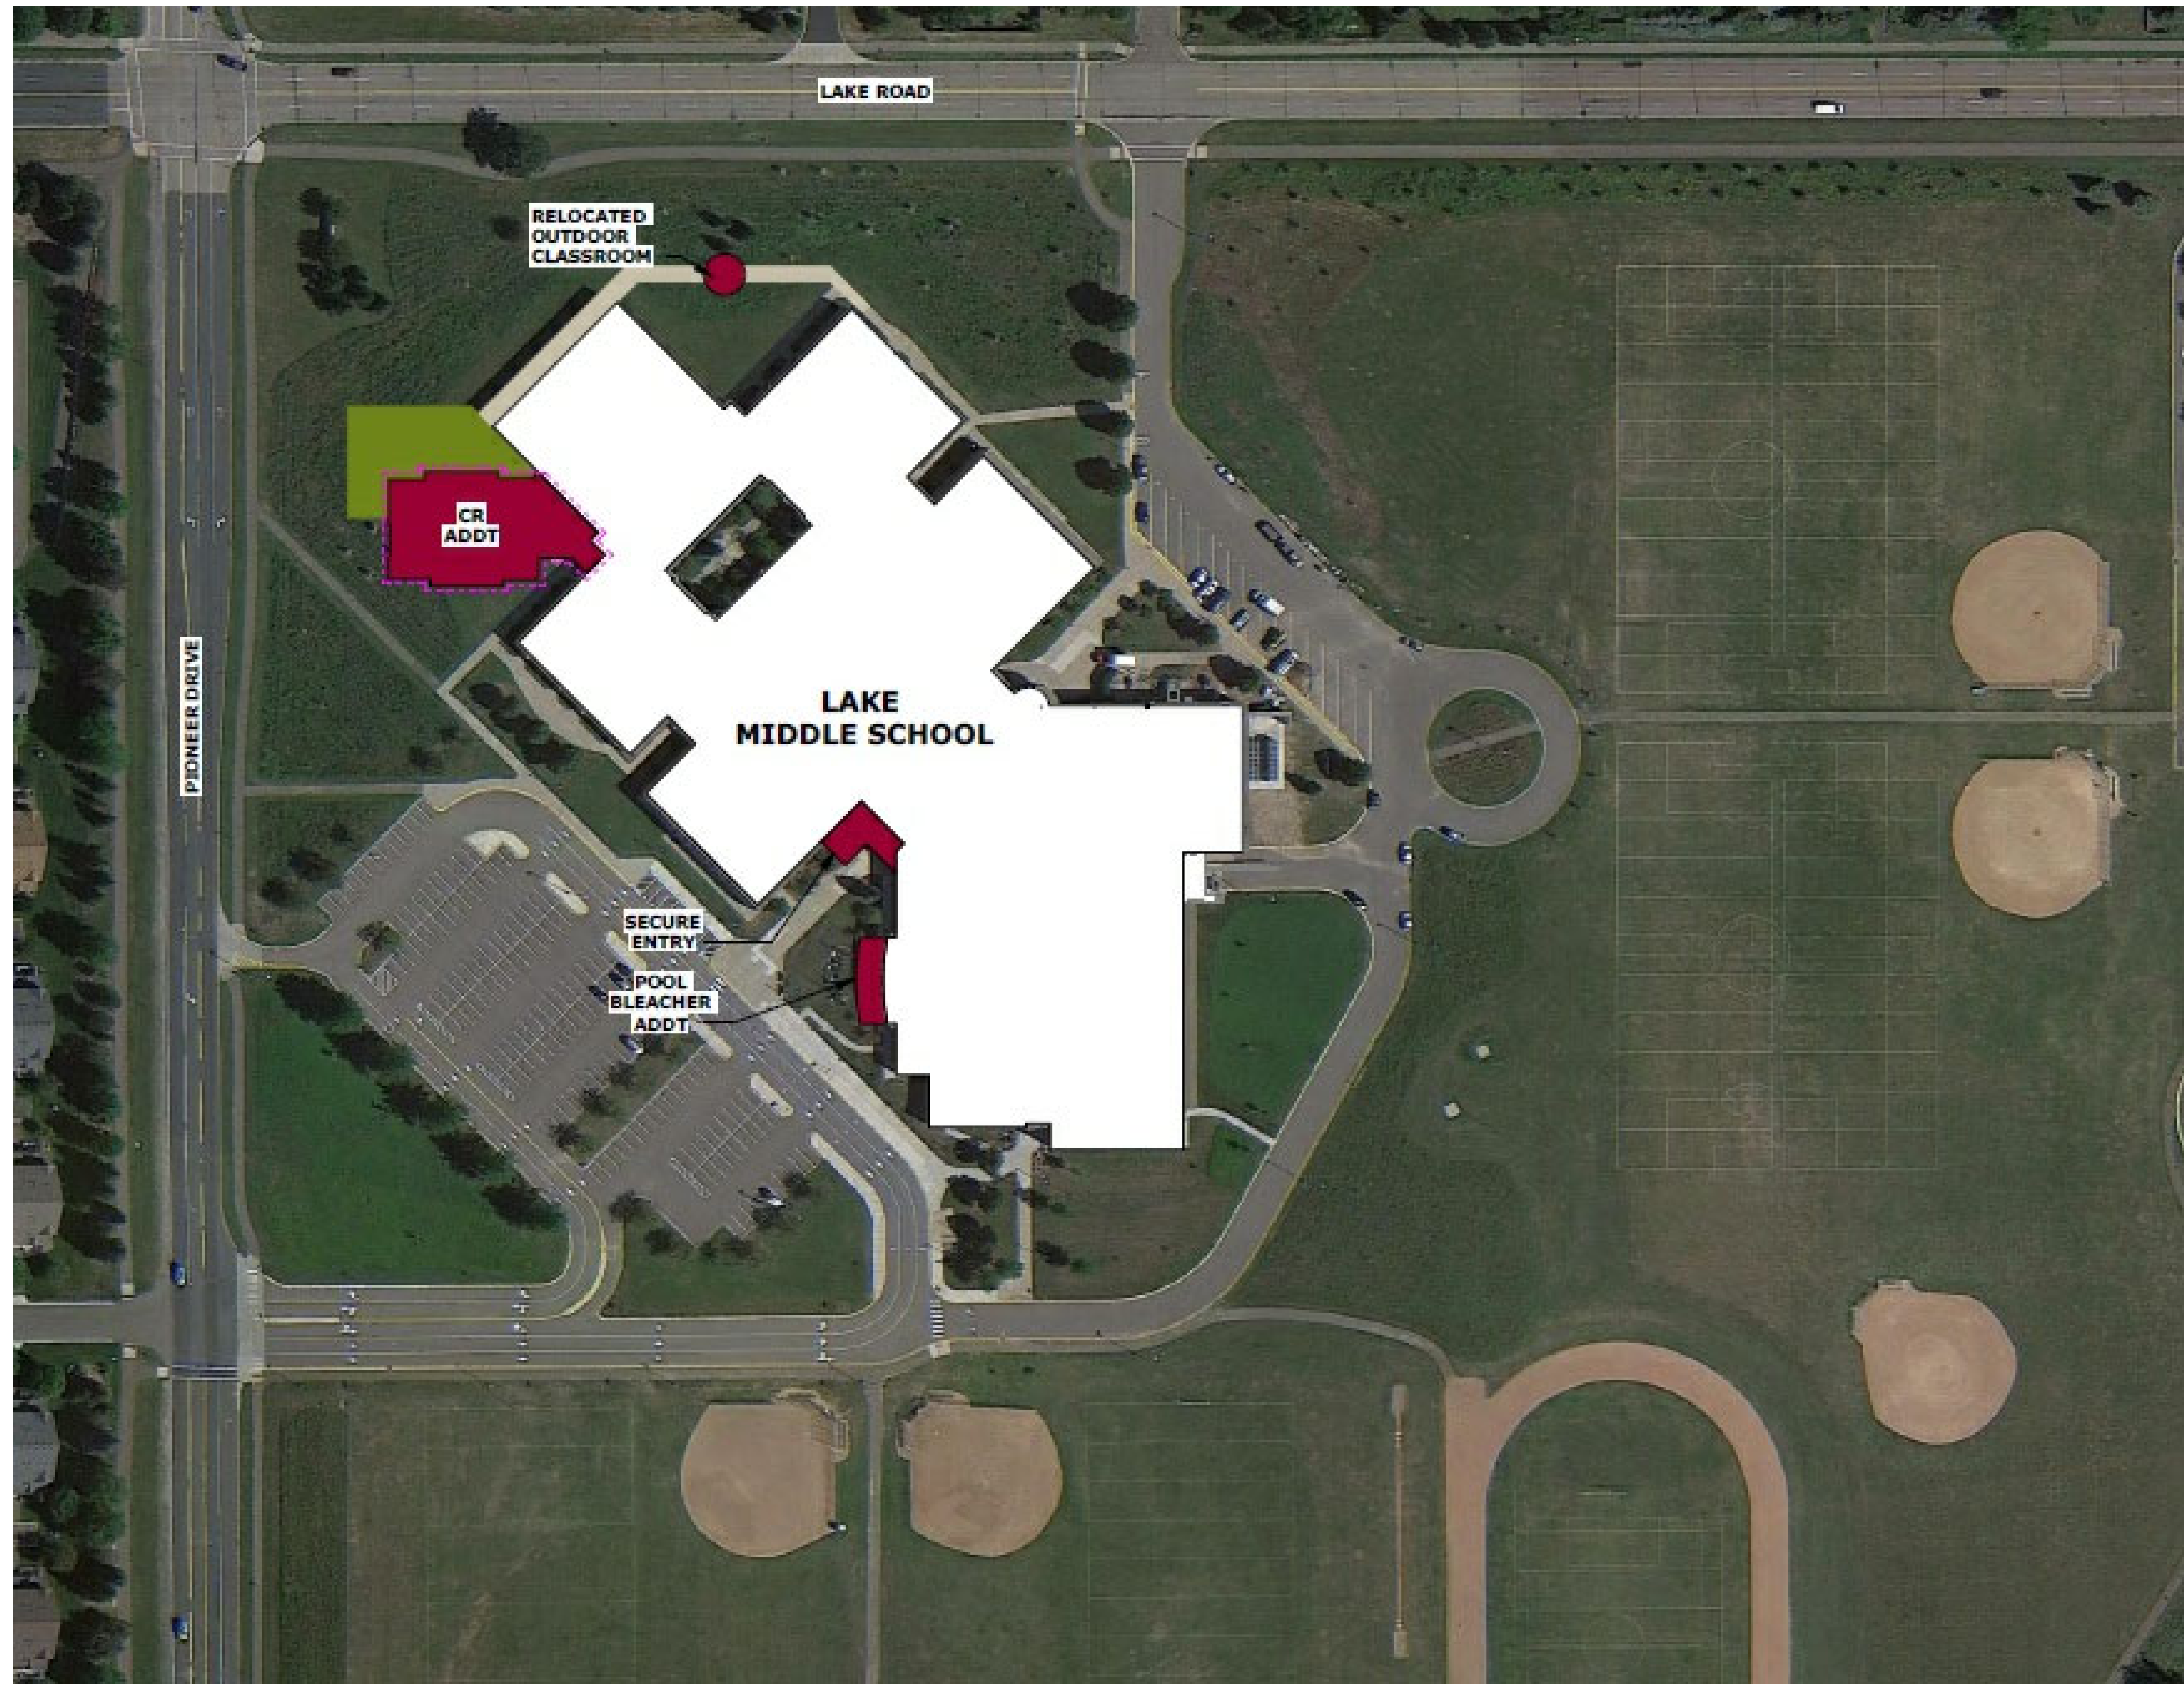 LAKE ROAD
RELOCATED
OUTDOOR
CLASSROOM
CR
ADDT
PIONEER DRIVE
LAKE
MIDDLE SCHOOL
SECURE
ENTRY
POOL
BLEACHER
ADDT